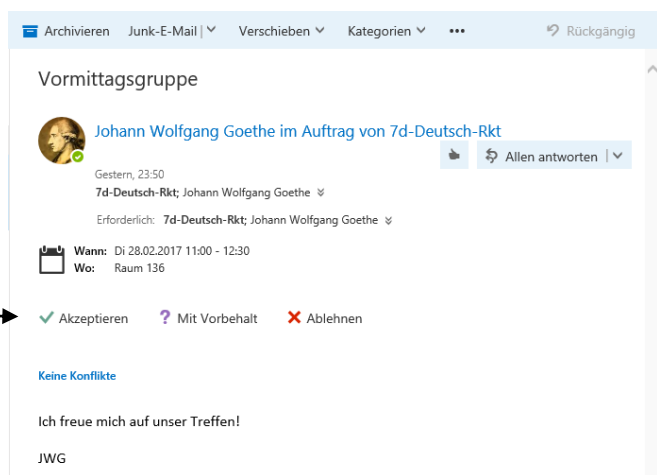 Archivieren Junk-E-Mail | Verschieben Kategorien ••• Rückgängig
Vormittagsgruppe
Johann Wolfgang Goethe im Auftrag von 7d-Deutsch-Rkt
Allen antworten |
Gestern, 23:50
7d-Deutsch-Rkt; Johann Wolfgang Goethe
Erforderlich: 7d-Deutsch-Rkt; Johann Wolfgang Goethe
Wann: Di 28.02.2017 11:00 - 12:30
Wo: Raum 136
Akzeptieren ? Mit Vorbehalt Ablehnen
Keine Konflikte
Ich freue mich auf unser Treffen!
JWG